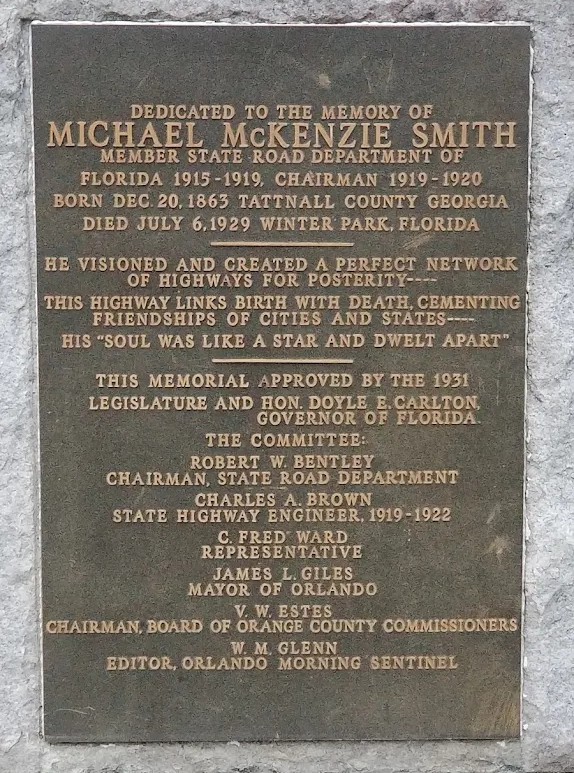 DEDICATED TO THE MEMORY OF
MICHAEL McKENZIE SMITH
MEMBER STATE ROAD DEPARTMENT OF
FLORIDA 1915-1919, CHAIRMAN 1919-1920
BORN DEC. 20, 1863 TATTNALL COUNTY GEORGIA
DIED JULY 6, 1929 WINTER PARK, FLORIDA
HE VISIONED AND CREATED A PERFECT NETWORK
OF HIGHWAYS FOR POSTERITY----
THIS HIGHWAY LINKS BIRTH WITH DEATH, CEMENTING
FRIENDSHIPS OF CITIES AND STATES----
HIS "SOUL WAS LIKE A STAR AND DWELT APART"
THIS MEMORIAL APPROVED BY THE 1931
LEGISLATURE AND HON. DOYLE E. CARLTON,
GOVERNOR OF FLORIDA.
THE COMMITTEE:
ROBERT W. BENTLEY
CHAIRMAN, STATE ROAD DEPARTMENT
CHARLES A. BROWN
STATE HIGHWAY ENGINEER, 1919-1922
C. FRED WARD
REPRESENTATIVE
JAMES L. GILES
MAYOR OF ORLANDO
V. W. ESTES
CHAIRMAN, BOARD OF ORANGE COUNTY COMMISSIONERS
W. M. GLENN
EDITOR, ORLANDO MORNING SENTINEL